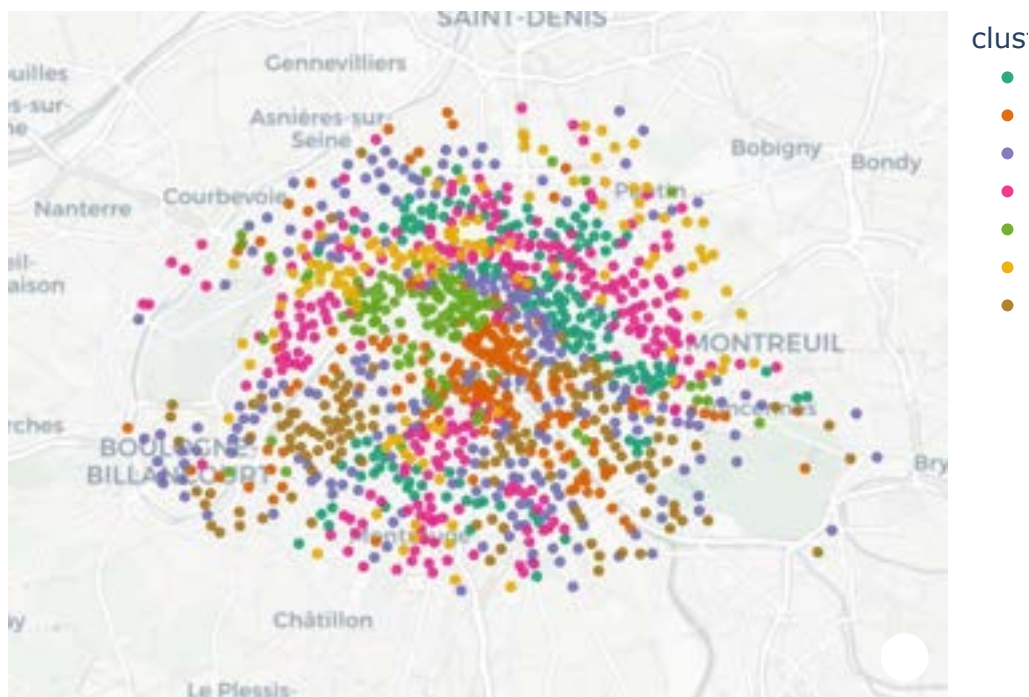 SAINT-DENIS
Gennevilliers
Asnières-sur-
Seine
Bobigny
Bondy
Courbevoie
Pantin
Nanterre
MONTREUIL
BOULOGNE-
BILLANCOURT
Bry
Montrouge
Châtillon
Le Plessis-
clust